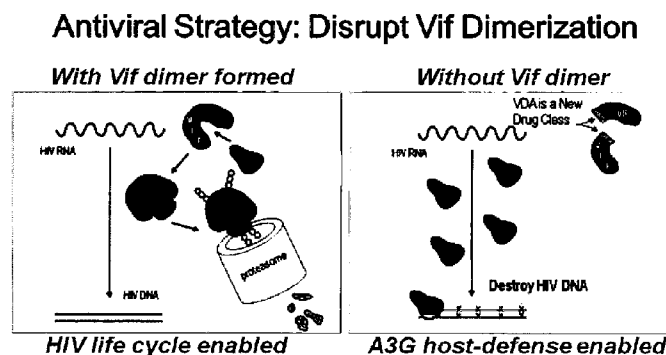 Antiviral Strategy: Disrupt Vif Dimerization
With Vif dimer formed
HIV RNA
proteasome
HIV DNA
HIV life cycle enabled
Without Vif dimer
VDA is a New
Drug Class
HIV RNA
Destroy HIV DNA
A3G host-defense enabled